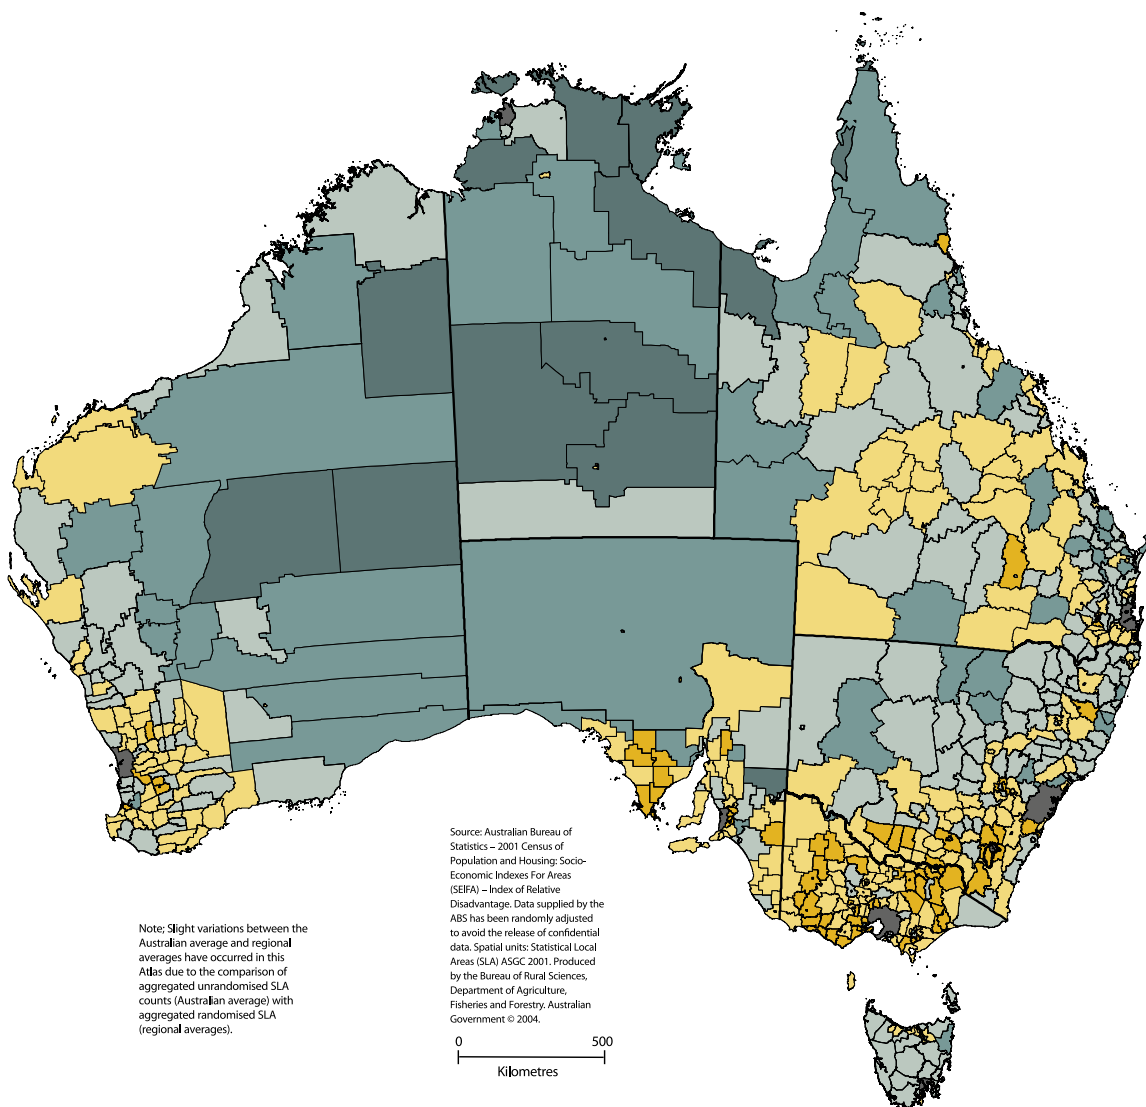 Source: Australian Bureau of
Statistics – 2001 Census of
Population and Housing: Socio-
Economic Indexes For Areas
(SEIFA) – Index of Relative
Disadvantage. Data supplied by the
ABS has been randomly adjusted
to avoid the release of confidential
data. Spatial units: Statistical Local
Areas (SLA) ASGC 2001. Produced
by the Bureau of Rural Sciences,
Department of Agriculture,
Fisheries and Forestry. Australian
Government © 2004.
Note; Slight variations between the
Australian average and regional
averages have occurred in this
Atlas due to the comparison of
aggregated unrandomised SLA
counts (Australian average) with
aggregated randomised SLA
(regional averages).
0 500
Kilometres